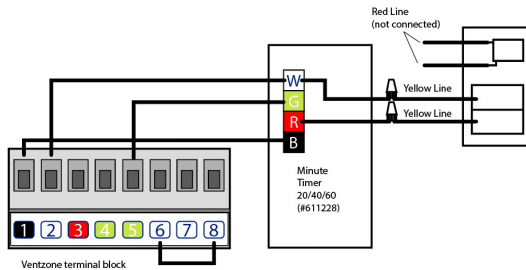 Red Line
(not connected)
W
Yellow Line
G
R
Yellow Line
B
Minute
Timer
20/40/60
(#611228)
1 2 3 4 5 6 7 8
Ventzone terminal block